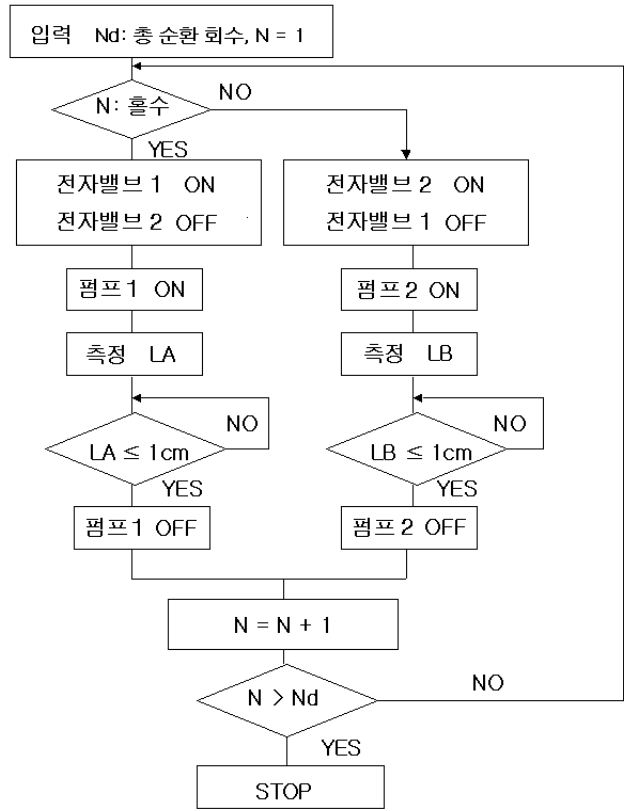 입력 Nd: 총 순환 회수, N = 1
N: 홀수
NO
YES
전자밸브 1 ON
전자밸브 2 OFF
전자밸브 2 ON
전자밸브 1 OFF
펌프1 ON
펌프2 ON
측정 LA
측정 LB
NO
LA ≤ 1cm
YES
NO
LB ≤ 1cm
YES
펌프1 OFF
펌프2 OFF
N = N + 1
N > Nd
NO
YES
STOP